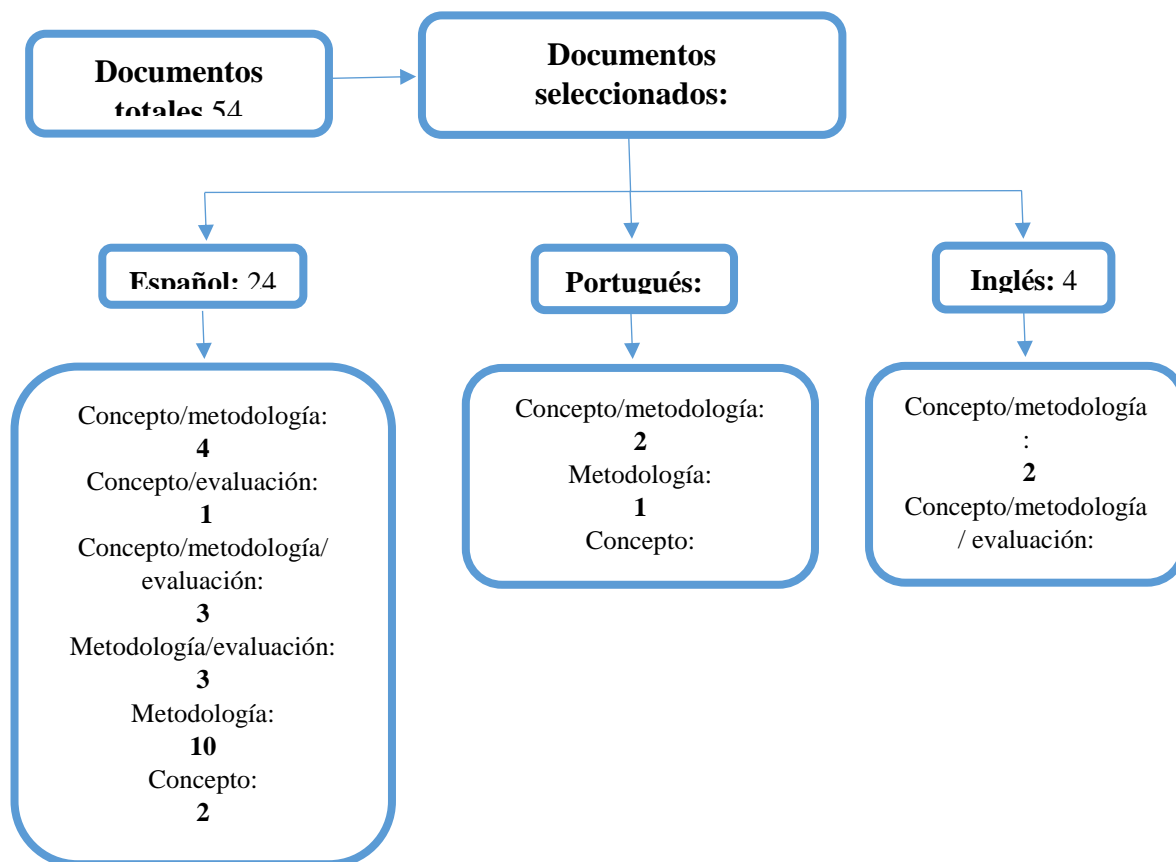 Documentos
totales 54
Documentos
seleccionados:
Español: 24
Portugués:
Inglés: 4
Concepto/metodología:
4
Concepto/evaluación:
1
Concepto/metodología/
evaluación:
3
Metodología/evaluación:
3
Metodología:
10
Concepto:
2
Concepto/metodología:
2
Metodología:
1
Concepto:
Concepto/metodología
:
2
Concepto/metodología
/ evaluación: